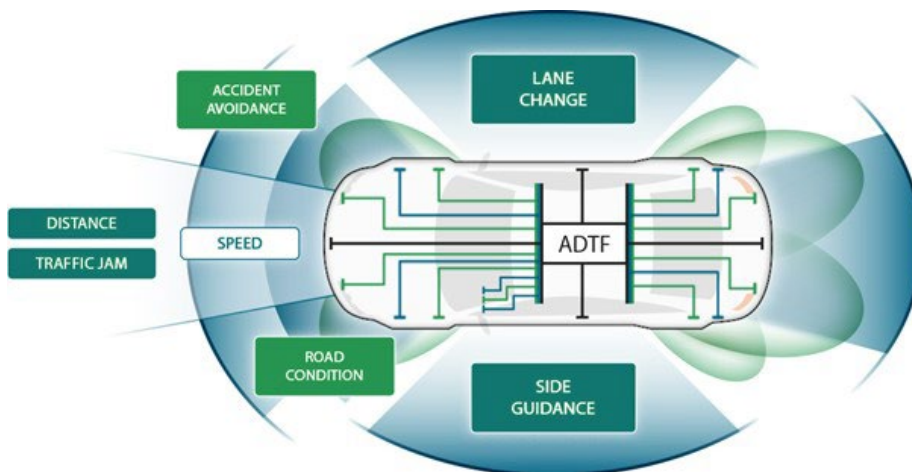 ACCIDENT
AVOIDANCE
LANE
CHANGE
DISTANCE
TRAFFIC JAM
SPEED
ADTF
ROAD
CONDITION
SIDE
GUIDANCE